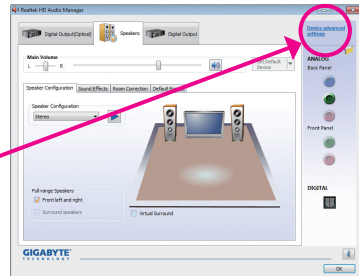 Realtek HD Audio Manager
Digital Output(Optical)
Speakers
Digital Output
Device advanced
settings
Main Volume
L
R
Set Default
Device
ANALOG
Back Panel
Speaker Configuration
Sound Effects
Room Correction
Default Format
Speaker Configuration
Stereo
Front Panel
Full-range Speakers
Front left and right
Surround speakers
Virtual Surround
DIGITAL
GIGABYTE
TECHNOLOGY
OK